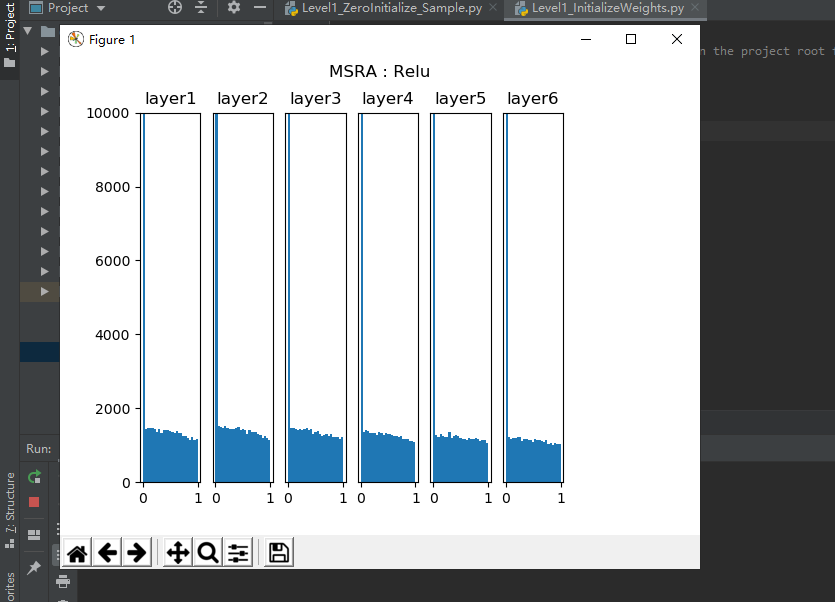 Project
Level1_ZeroInitialize_Sample.py
Level1_InitializeWeights.py
1: Project
Figure 1
n the project root
MSRA : Relu
layer1 layer2 layer3 layer4 layer5 layer6
10000
8000
6000
4000
2000
0
0 1 0 1 0 1 0 1 0 1 0 1
Run:
7: Structure
orites